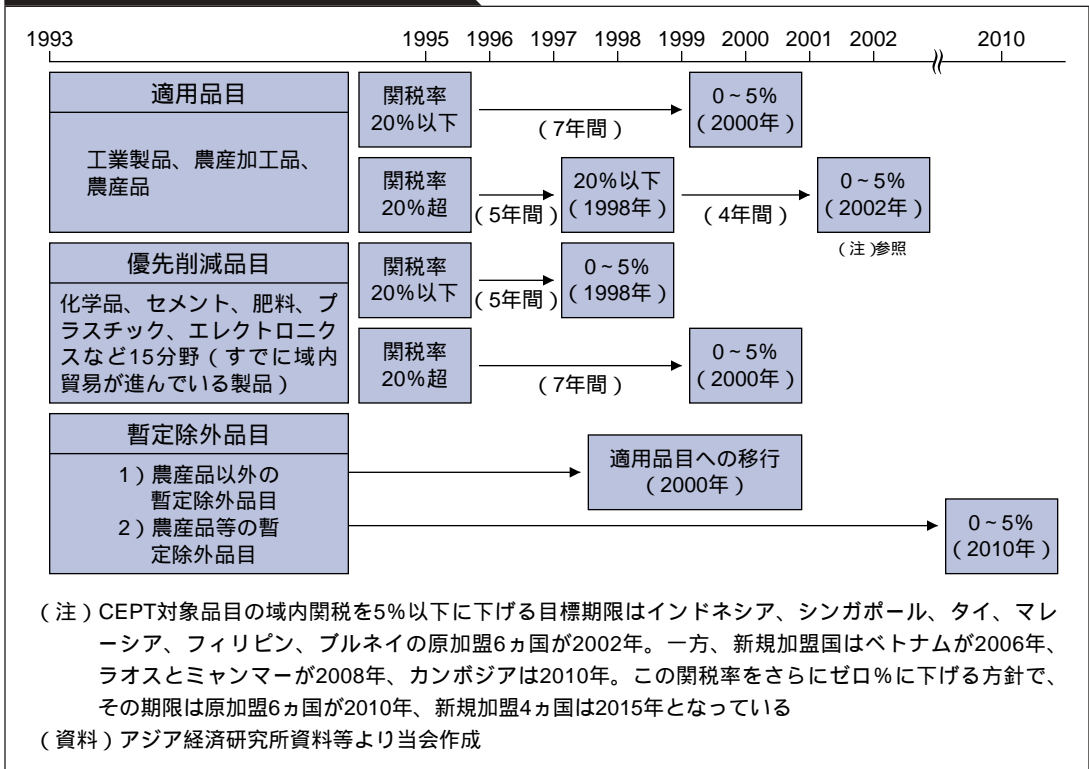 1993 1995 1996 1997 1998 1999 2000 2001 2002 2010
適用品目
工業製品、農産加工品、
農産品
関税率
20%以下
（7年間）
0~5%
（2000年）
関税率
20%超
（5年間）
20%以下
（1998年）
（4年間）
0~5%
（2002年）
（注）参照
優先削減品目
化学品、セメント、肥料、プ
ラスチック、エレクトロニク
スなど15分野（すでに域内
貿易が進んでいる製品）
関税率
20%以下
（5年間）
0~5%
（1998年）
関税率
20%超
（7年間）
0~5%
（2000年）
暫定除外品目
1）農産品以外の
暫定除外品目
2）農産品等の暫
定除外品目
適用品目への移行
（2000年）
0~5%
（2010年）
（注）CEPT対象品目の域内関税を5%以下に下げる目標期限はインドネシア、シンガポール、タイ、マレ
ーシア、フィリピン、ブルネイの原加盟6ヵ国が2002年。一方、新規加盟国はベトナムが2006年、
ラオスとミャンマーが2008年、カンボジアは2010年。この関税率をさらにゼロ%に下げる方針で、
その期限は原加盟6ヵ国が2010年、新規加盟4ヵ国は2015年となっている
（資料）アジア経済研究所資料等より当会作成